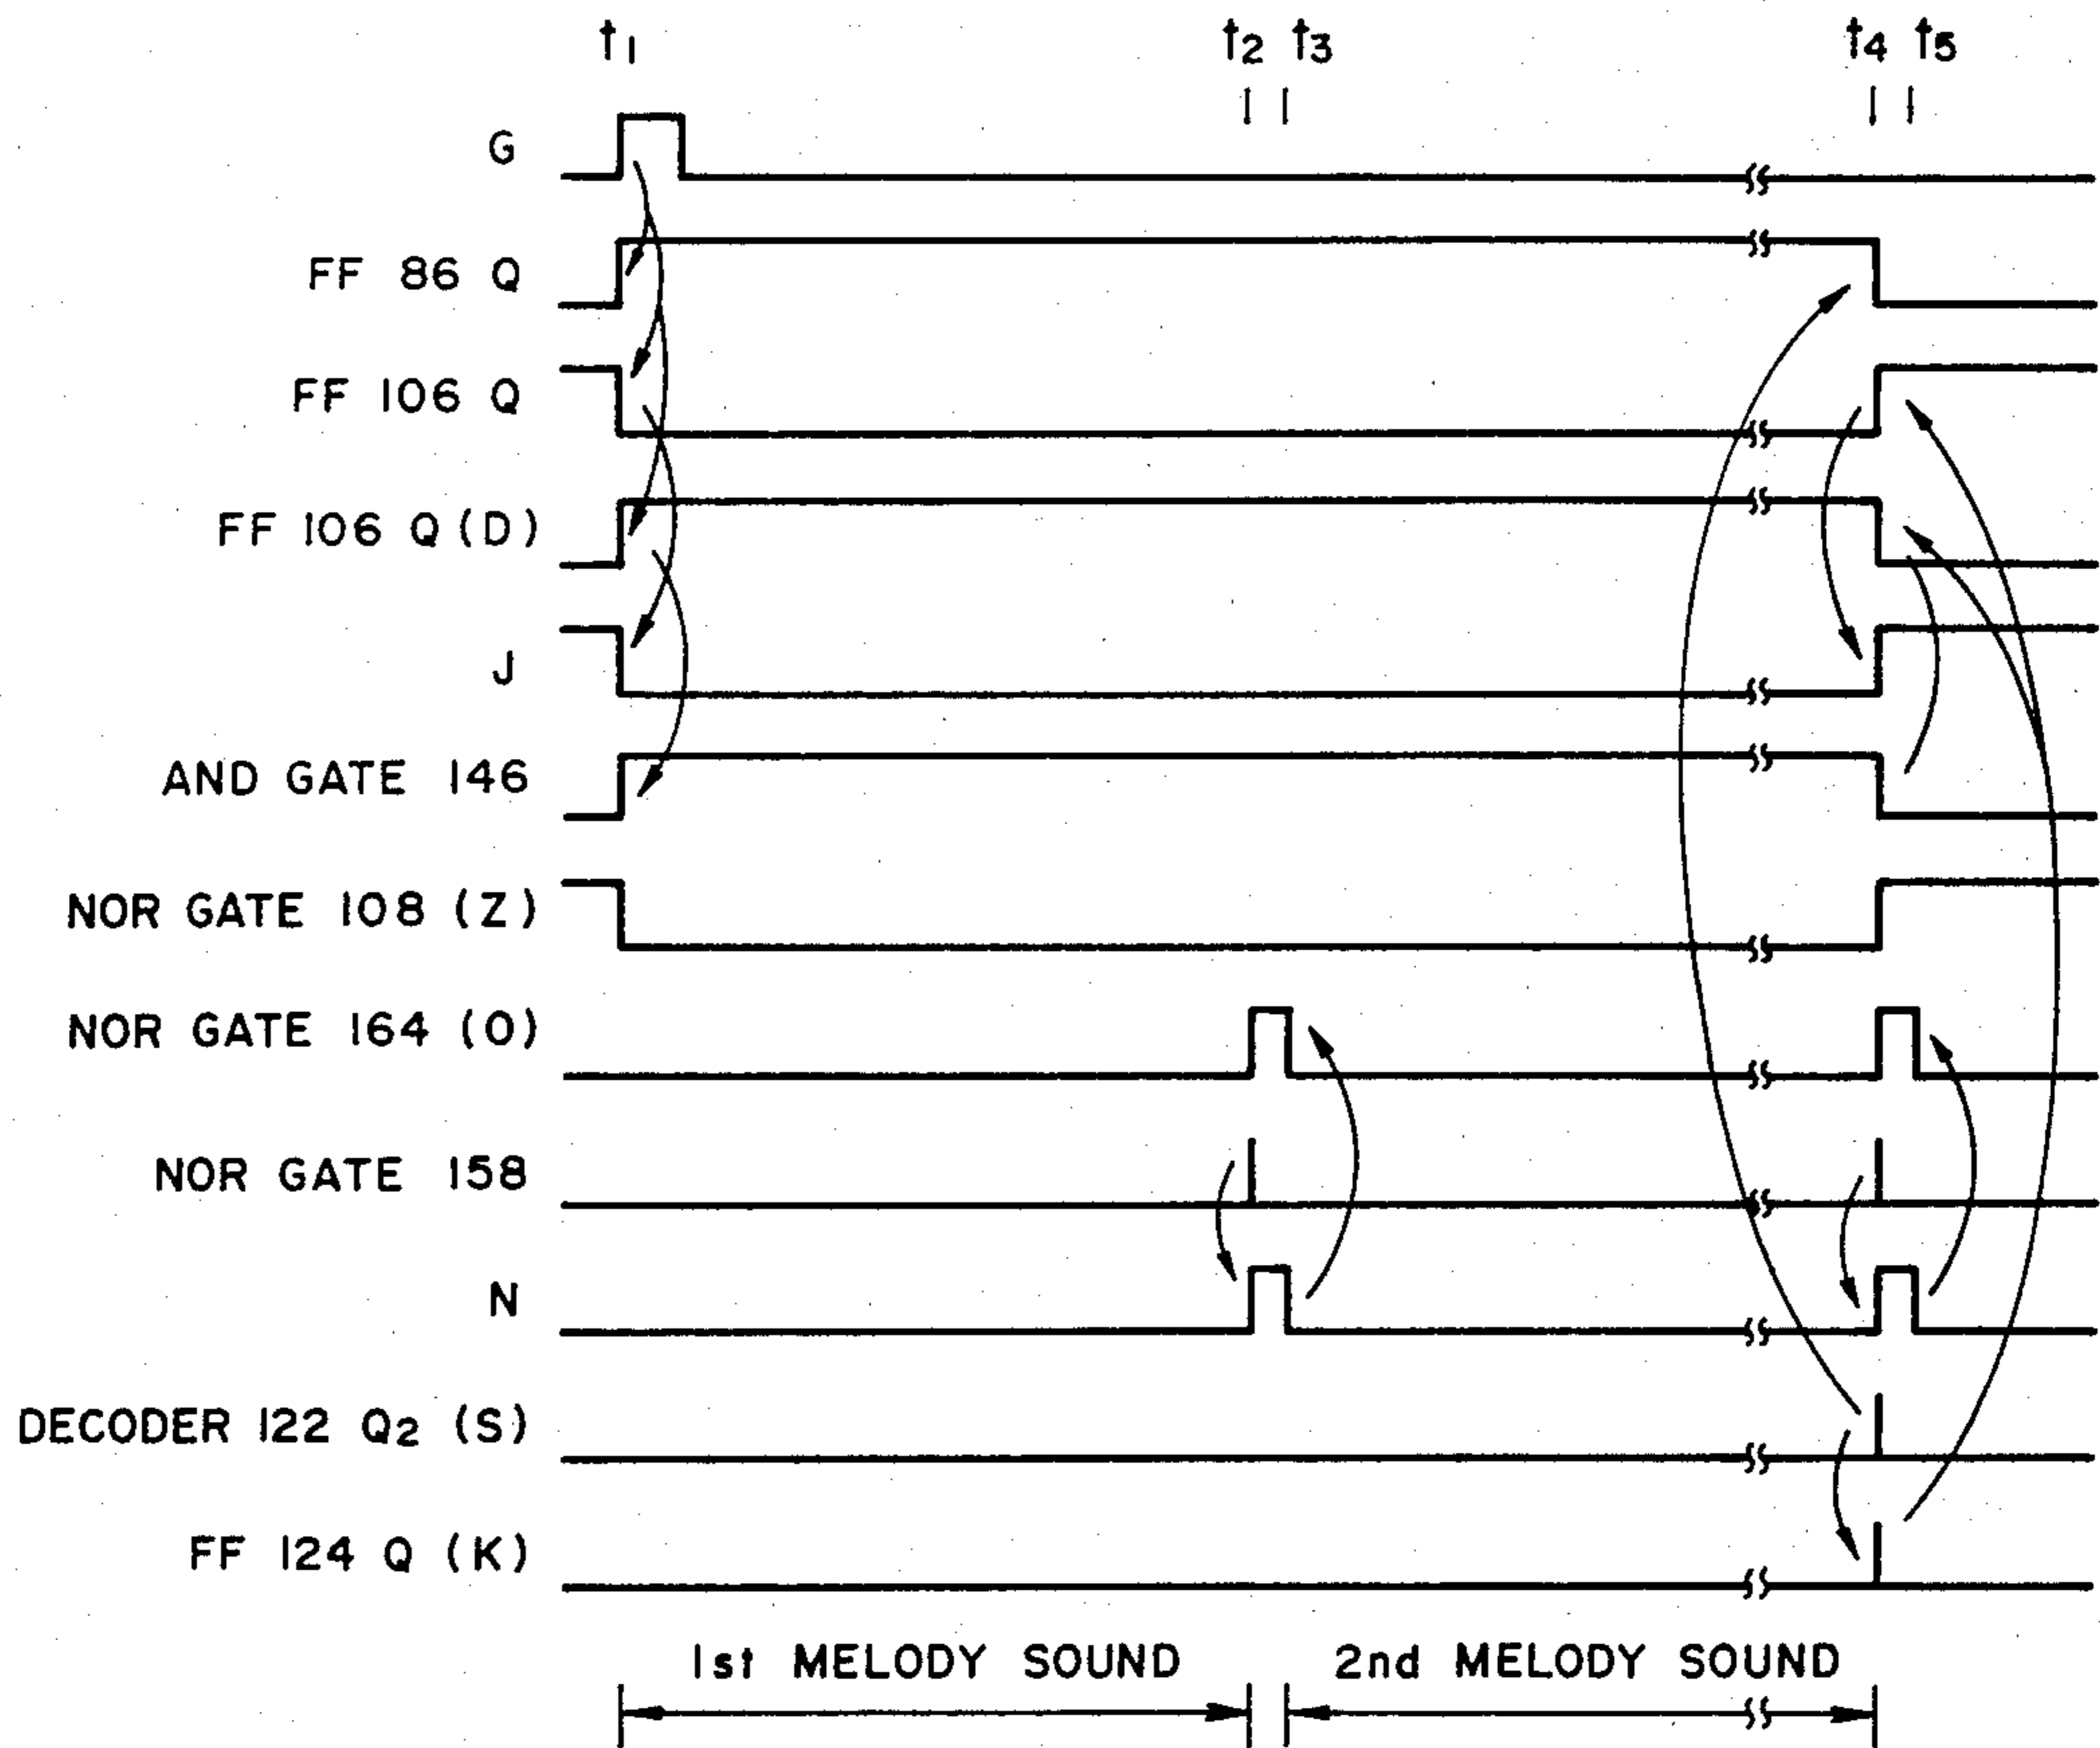 t1 t2 t3 t4 t5
G
FF 86 Q
FF 106 Q
FF 106 Q (D)
J
AND GATE 146
NOR GATE 108 (Z)
NOR GATE 164 (O)
NOR GATE 158
N
DECODER 122 Q2 (S)
FF 124 Q (K)
1st MELODY SOUND 2nd MELODY SOUND